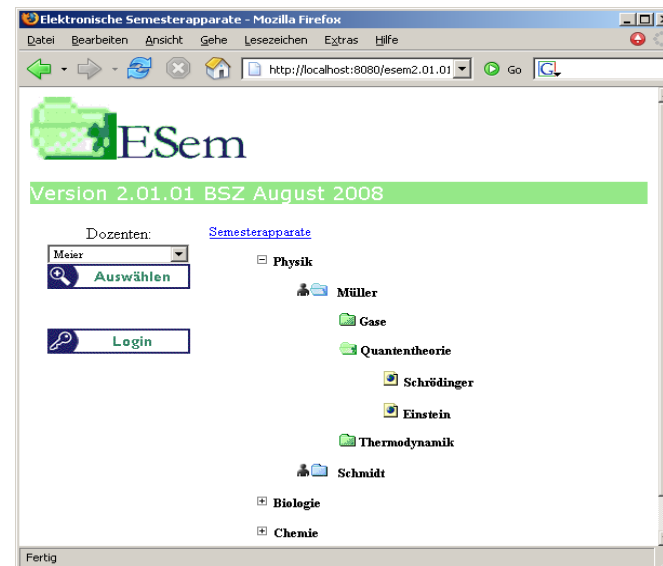 Elektronische Semesterapparate - Mozilla Firefox
Datei Bearbeiten Ansicht Gehe Lesezeichen Extras Hilfe
http://localhost:8080/esem2.01.01 Go G
ESem
Version 2.01.01 BSZ August 2008
Dozenten:
Meier
Auswählen
Login
Semesterapparate
Physik
Müller
Gase
Quantentheorie
Schrödinger
Einstein
Thermodynamik
Schmidt
Biologie
Chemie
Fertig